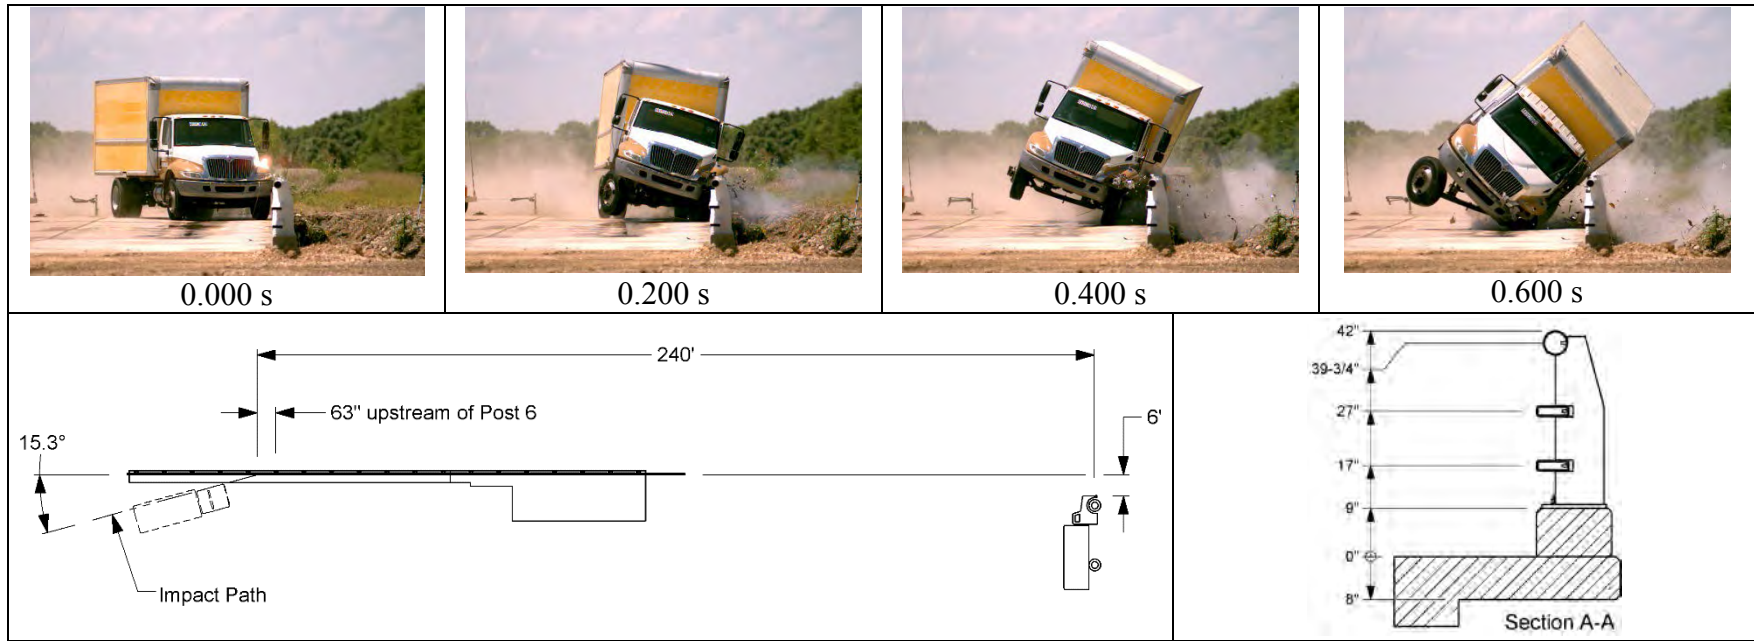 0.000 s
0.200 s
0.400 s
0.600 s
240'
63" upstream of Post 6
6'
15.3°
Impact Path
42"
39-3/4"
27"
17"
9"
0"
8"
Section A-A